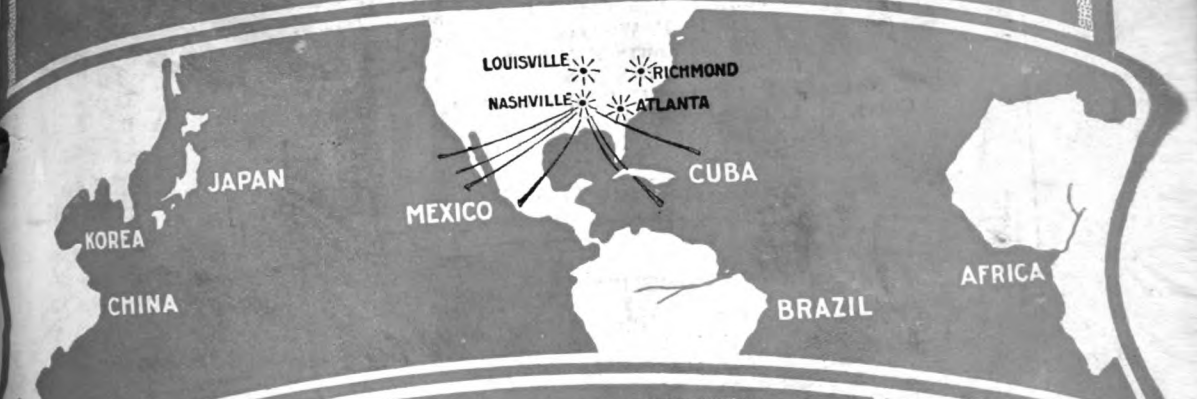 LOUISVILLE
RICHMOND
NASHVILLE
ATLANTA
JAPAN
CUBA
MEXICO
KOREA
AFRICA
CHINA
BRAZIL